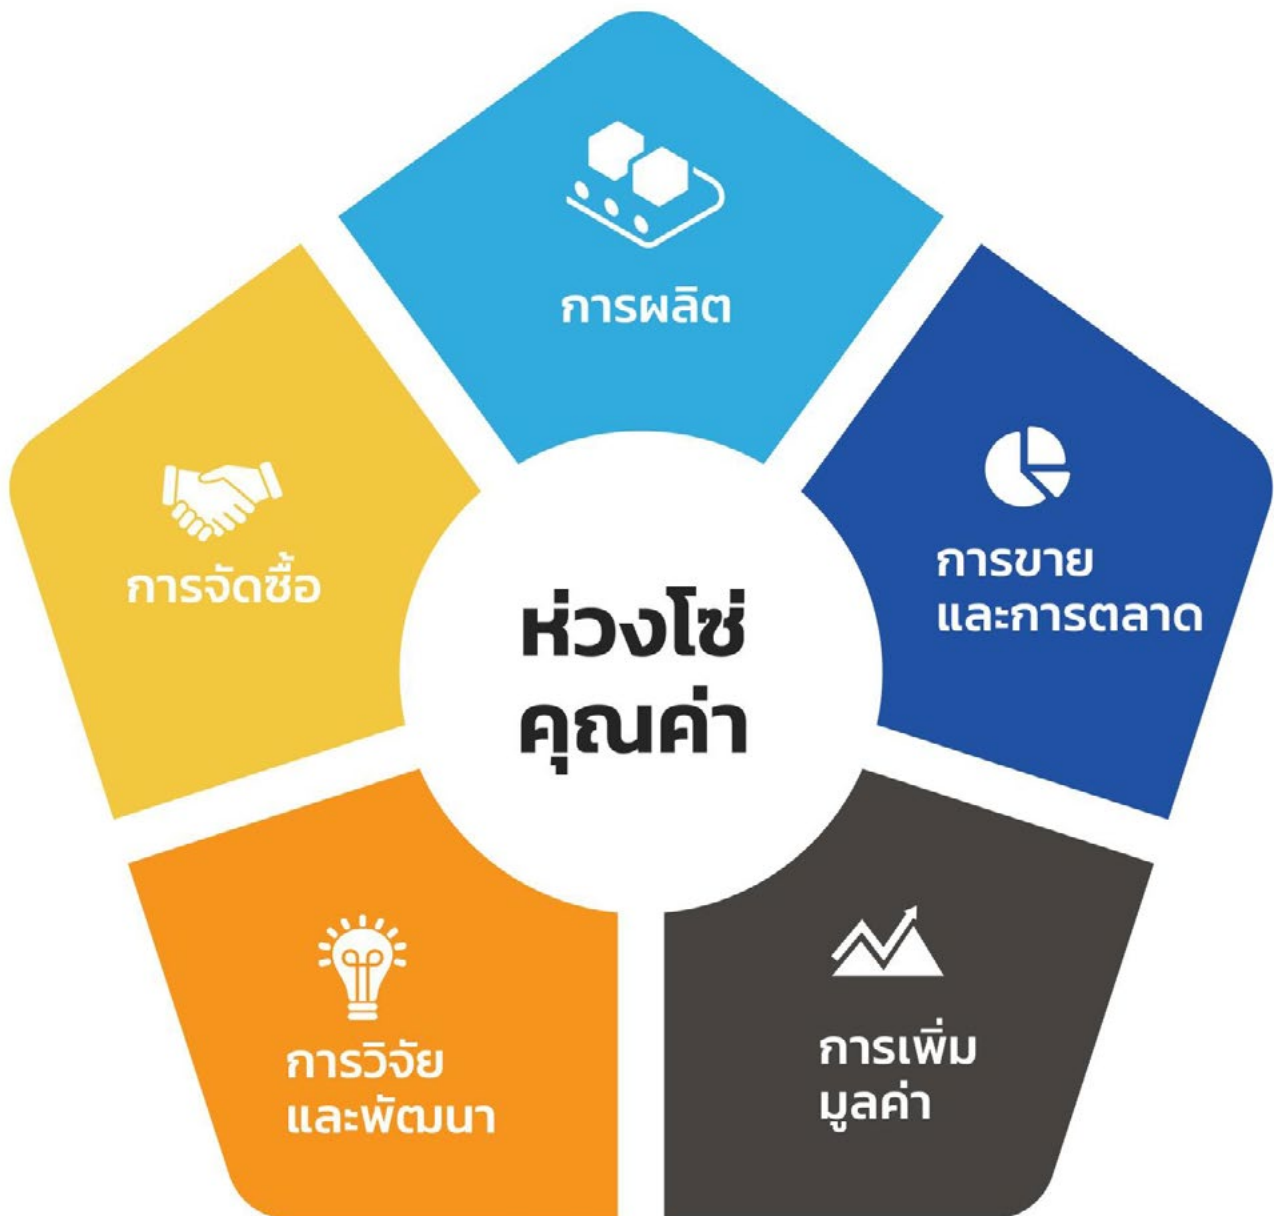 การผลิต
การจัดซื้อ
การขาย
และการตลาด
ห่วงโซ่
คุณค่า
การวิจัย
และพัฒนา
การเพิ่ม
มูลค่า